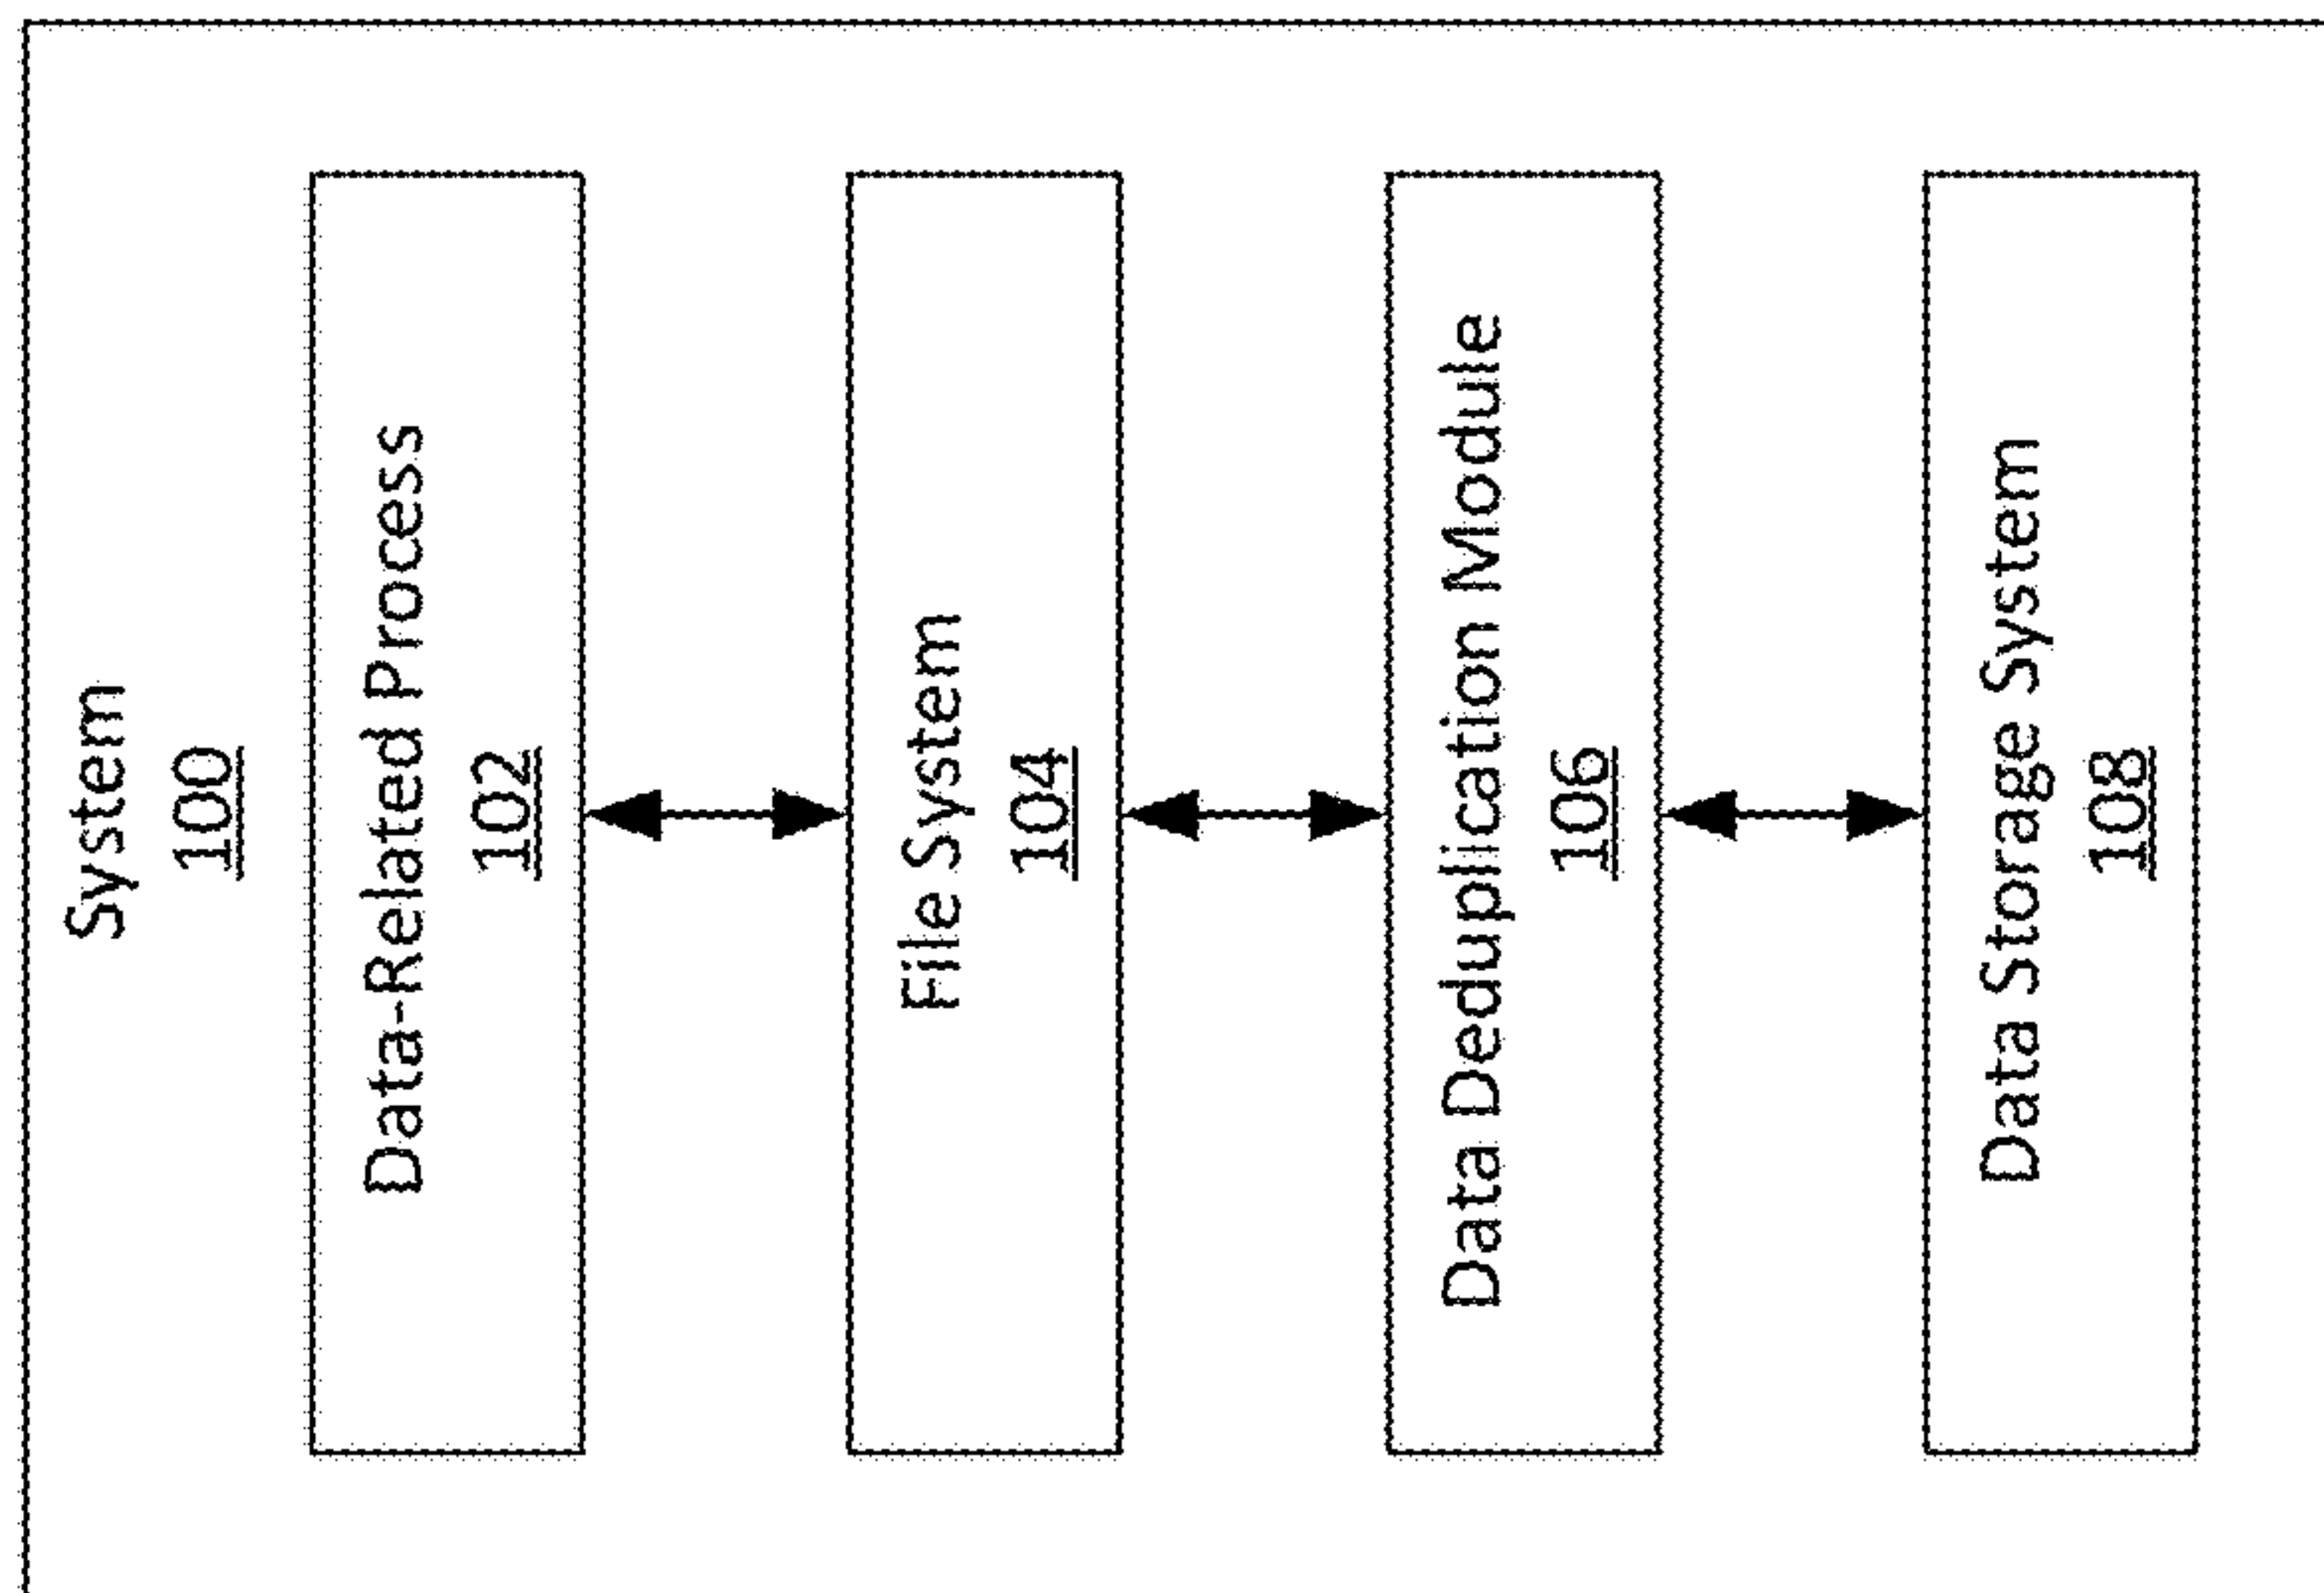 System
100
Data-Related Process
102
File System
104
Data Deduplication Module
106
Data Storage System
108